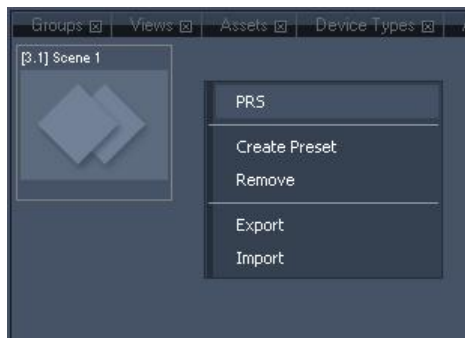 Groups Views Assets Device Types
[3.1] Scene 1
PRS
Create Preset
Remove
Export
Import